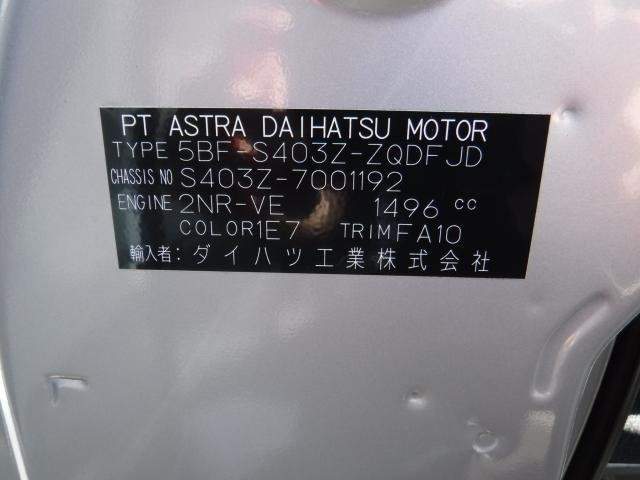 PT ASTRA DAIHATSU MOTOR
TYPE 5BF-S403Z-ZQDFJD
CHASSIS NO S403Z-7001192
ENGINE 2NR-VE 1496 cc
COLOR 1E7 TRIM FA10
輸入者: ダイハツ工業株式会社